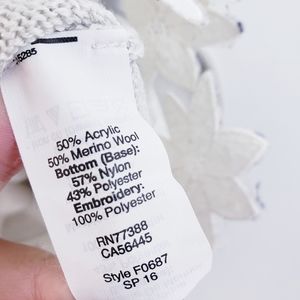 5285
50% Acrylic
50% Merino Wool
Bottom (Base):
57% Nylon
43% Polyester
Embroidery:
100% Polyester
RN77388
CA56445
Style F0687
SP 16